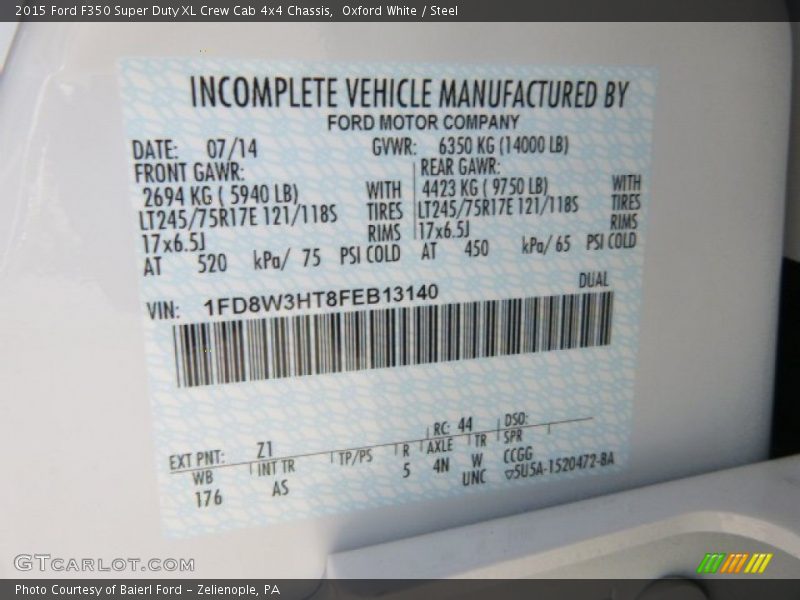 2015 Ford F350 Super Duty XL Crew Cab 4x4 Chassis, Oxford White / Steel
INCOMPLETE VEHICLE MANUFACTURED BY
FORD MOTOR COMPANY
DATE: 07/14 GVWR: 6350 KG (14000 LB)
FRONT GAWR: REAR GAWR:
2694 KG ( 5940 LB) WITH 4423 KG ( 9750 LB) WITH
LT245/75R17E 121/118S TIRES LT245/75R17E 121/118S TIRES
17x6.5J RIMS 17x6.5J RIMS
AT 520 kPa/ 75 PSI COLD AT 450 kPa/ 65 PSI COLD
DUAL
VIN: 1FD8W3HT8FEB13140
EXT PNT: Z1 RC: 44 DSO:
WB INT TR TP/PS R AXLE TR SPR
176 AS 5 4N W CCGG
UNC ▽5U5A-1520472-BA
GTCARLOT.COM
Photo Courtesy of Baierl Ford - Zelienople, PA